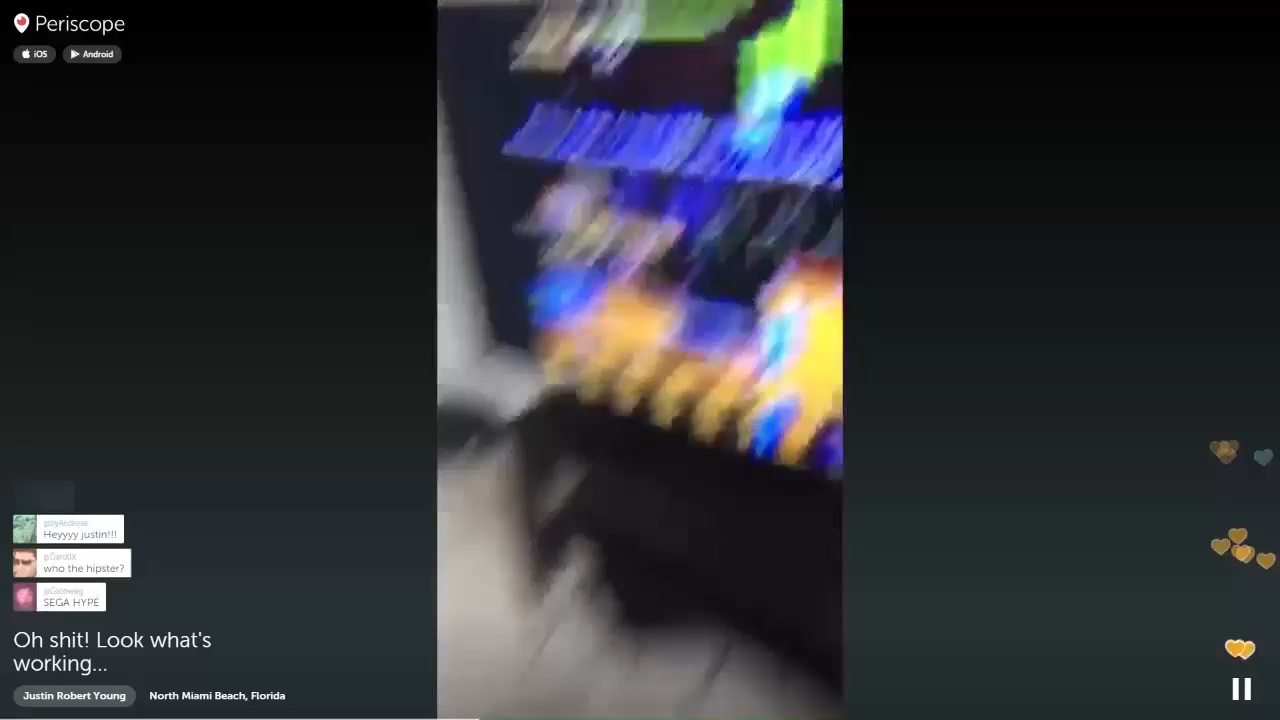 Periscope
iOS
Android
@byAndreas
Heyyyy justin!!!
who the hipster?
SEGA HYPE
Oh shit! Look what's
working...
Justin Robert Young
North Miami Beach, Florida